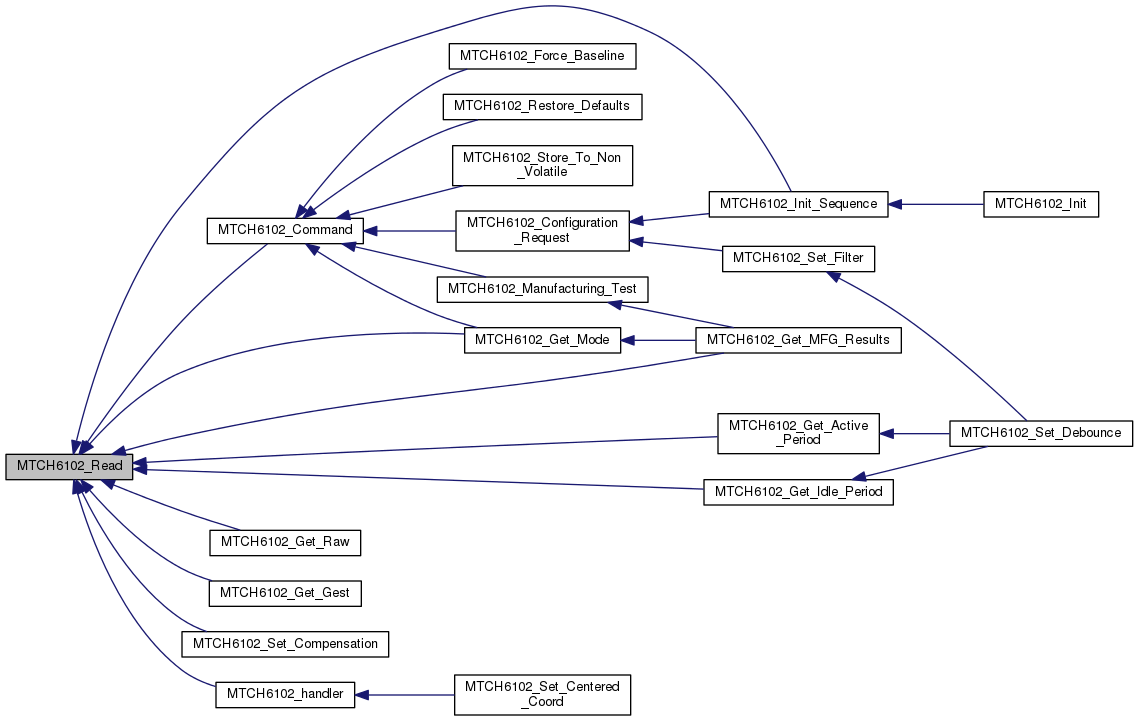 MTCH6102_Force_Baseline
MTCH6102_Restore_Defaults
MTCH6102_Store_To_Non
_Volatile
MTCH6102_Init_Sequence
MTCH6102_Init
MTCH6102_Command
MTCH6102_Configuration
_Request
MTCH6102_Set_Filter
MTCH6102_Manufacturing_Test
MTCH6102_Get_Mode
MTCH6102_Get_MFG_Results
MTCH6102_Get_Active
_Period
MTCH6102_Set_Debounce
MTCH6102_Read
MTCH6102_Get_Idle_Period
MTCH6102_Get_Raw
MTCH6102_Get_Gest
MTCH6102_Set_Compensation
MTCH6102_handler
MTCH6102_Set_Centered
_Coord